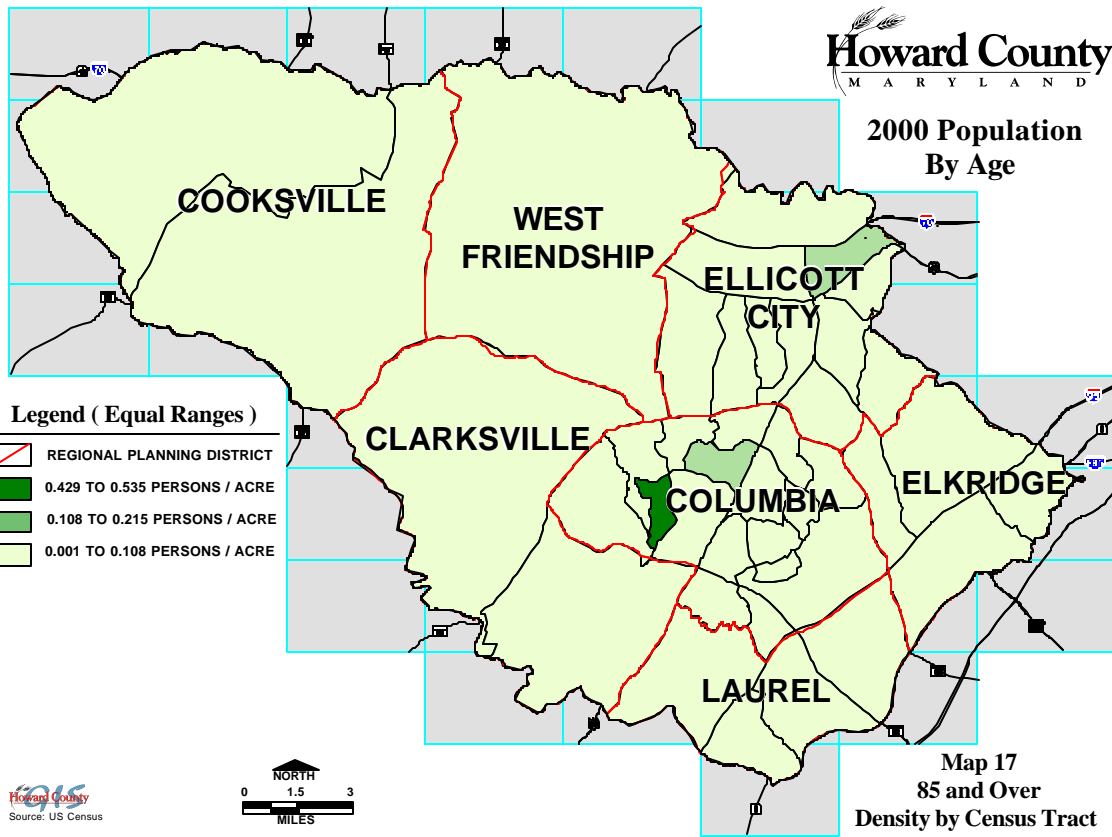 Howard County
MARYLAND
2000 Population
By Age
COOKSVILLE
WEST
FRIENDSHIP
ELLICOTT
CITY
Legend ( Equal Ranges )
REGIONAL PLANNING DISTRICT
0.429 TO 0.535 PERSONS / ACRE
0.108 TO 0.215 PERSONS / ACRE
0.001 TO 0.108 PERSONS / ACRE
CLARKSVILLE
COLUMBIA
ELKRIDGE
LAUREL
NORTH
0 1.5 3
MILES
Howard County
GIS
Source: US Census
Map 17
85 and Over
Density by Census Tract